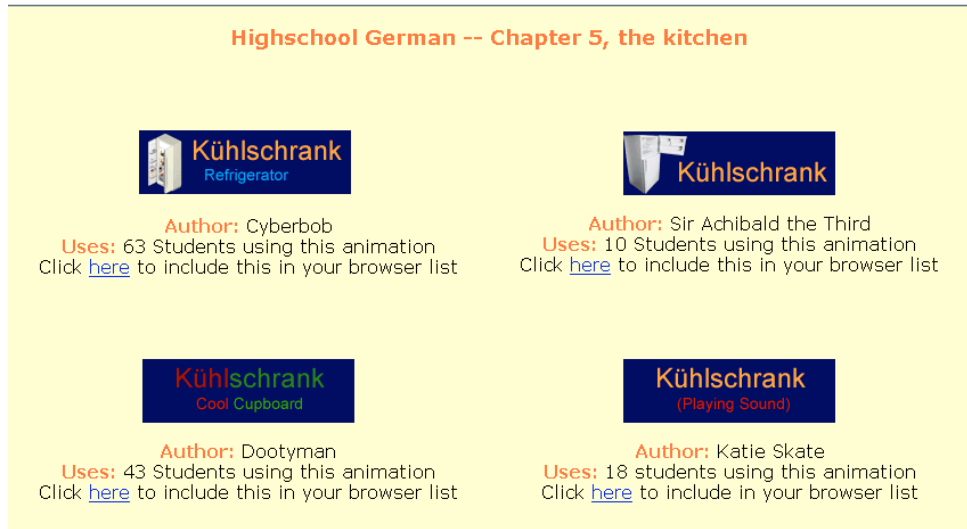 Highschool German -- Chapter 5, the kitchen
Kühlschrank
Refrigerator
Author: Cyberbob
Uses: 63 Students using this animation
Click here to include this in your browser list
Kühlschrank
Author: Sir Achibald the Third
Uses: 10 Students using this animation
Click here to include this in your browser list
Kühlschrank
Cool Cupboard
Author: Dootyman
Uses: 43 Students using this animation
Click here to include this in your browser list
Kühlschrank
(Playing Sound)
Author: Katie Skate
Uses: 18 students using this animation
Click here to include in your browser list